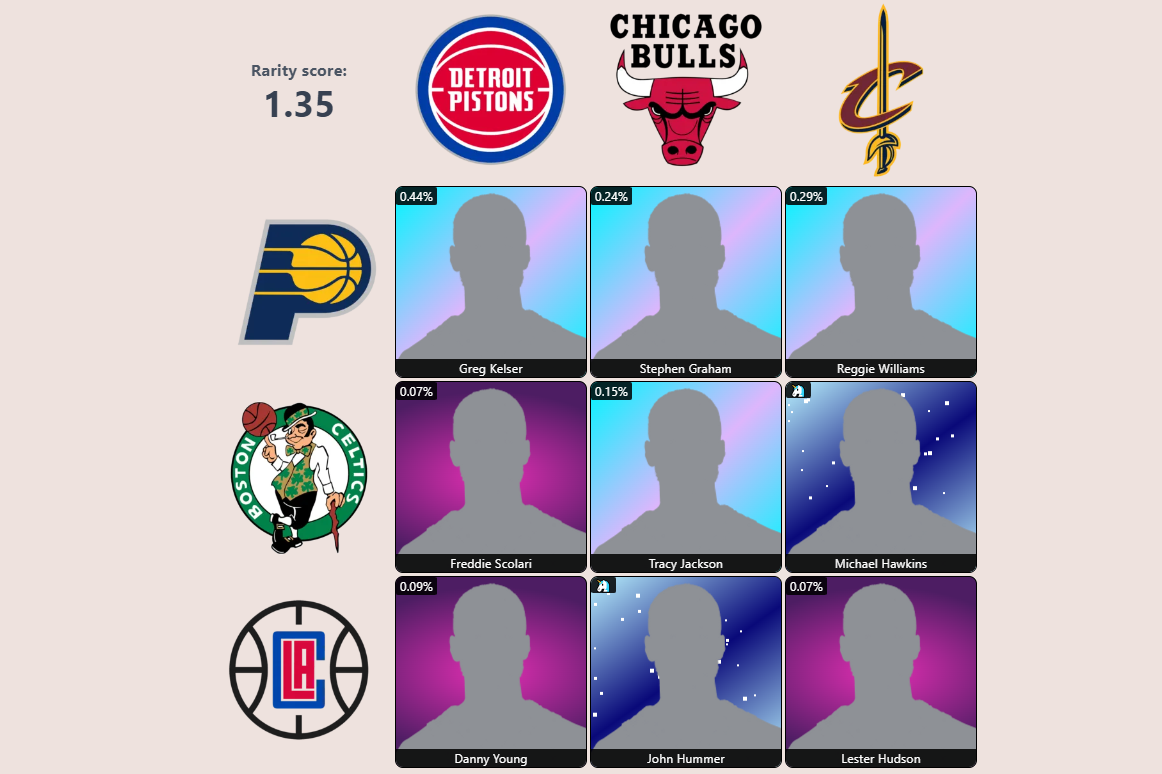 Rarity score:
1.35
DETROIT
PISTONS
CHICAGO
BULLS
C
0.44%
0.24%
0.29%
Greg Kelser
Stephen Graham
Reggie Williams
BOSTON
CELTICS
0.07%
0.15%
Freddie Scolari
Tracy Jackson
Michael Hawkins
LA
C
0.09%
0.07%
Danny Young
John Hummer
Lester Hudson